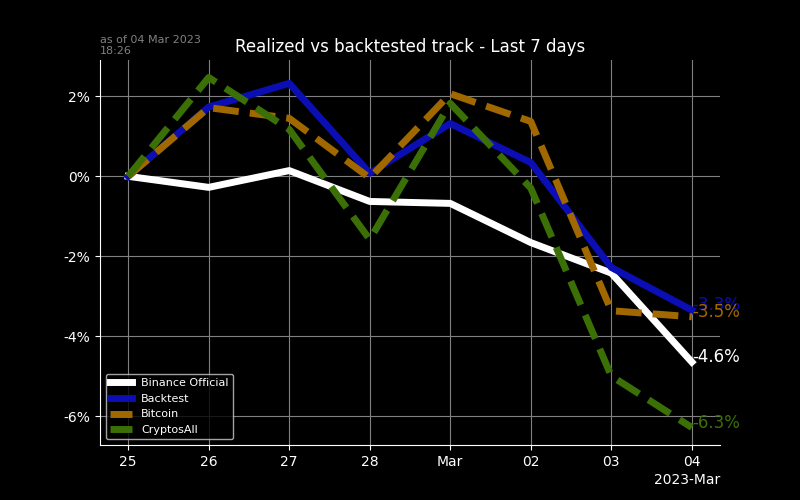 as of 04 Mar 2023
18:26
Realized vs backtested track - Last 7 days
2%
0%
-2%
-4%
-6%
-3.3%
-3.5%
-4.6%
-6.3%
Binance Official
Backtest
Bitcoin
CryptosAll
25
26
27
28
Mar
02
03
04
2023-Mar